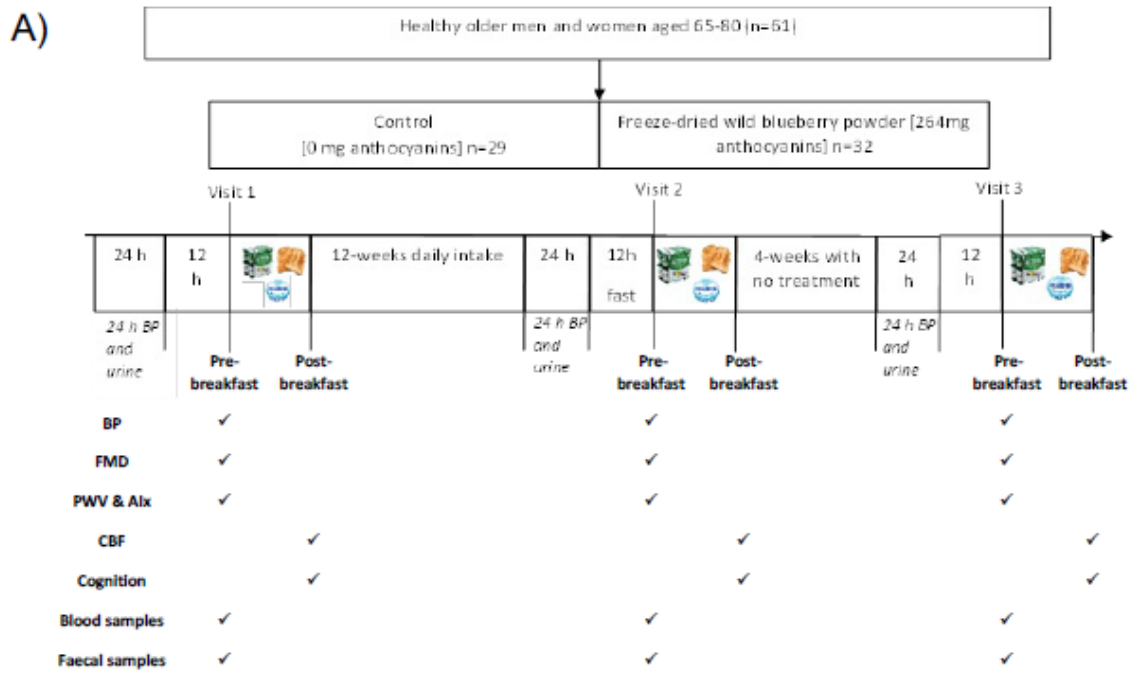 A)
Healthy older men and women aged 65-80 (n=61)
Control
[0 mg anthocyanins] n=29
Freeze-dried wild blueberry powder [264mg
anthocyanins] n=32
Visit 1
Visit 2
Visit 3
24 h
12
h
12-weeks daily intake
24 h
12h
fast
4-weeks with
no treatment
24
h
12
h
24 h BP
and
urine
24 h BP
and
urine
24 h BP
and
urine
Pre-
breakfast
Post-
breakfast
Pre-
breakfast
Post-
breakfast
Pre-
breakfast
Post-
breakfast
BP ✓ ✓ ✓
FMD ✓ ✓ ✓
PWV & AIx ✓ ✓ ✓
CBF ✓ ✓ ✓
Cognition ✓ ✓ ✓
Blood samples ✓ ✓ ✓
Faecal samples ✓ ✓ ✓